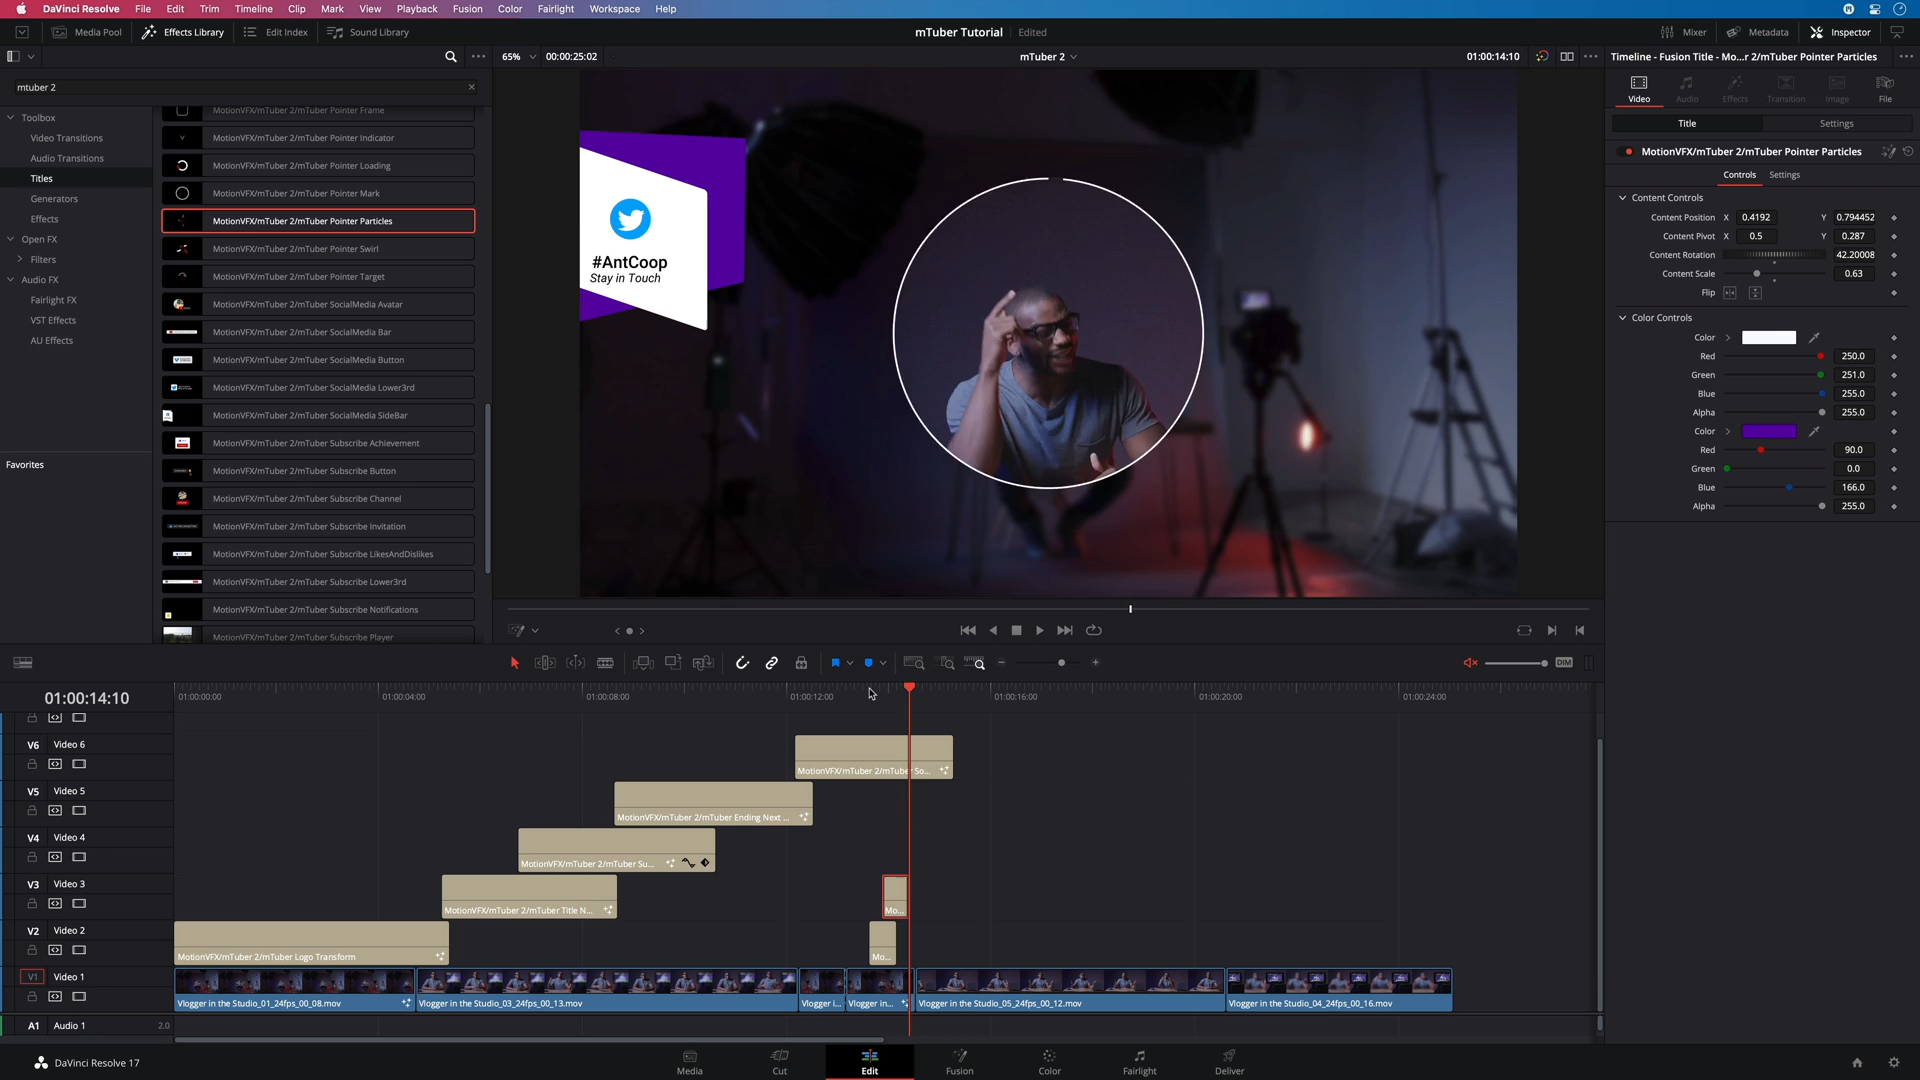 DaVinci Resolve File Edit Trim Timeline Clip Mark View Playback Fusion Color Fairlight Workspace Help
Media Pool Effects Library Edit Index Sound Library mTuber Tutorial Edited Mixer Metadata Inspector
65% 00:00:25:02 mTuber 2 01:00:14:10 Timeline - Fusion Title - Mo...r 2/mTuber Pointer Particles
mtuber 2
Video Audio Effects Transition Image File
Title Settings
MotionVFX/mTuber 2/mTuber Pointer Particles
Controls Settings
Toolbox
Video Transitions
Audio Transitions
Titles
Generators
Effects
Open FX
Filters
Audio FX
Fairlight FX
VST Effects
AU Effects
Favorites
MotionVFX/mTuber 2/mTuber Pointer Frame
MotionVFX/mTuber 2/mTuber Pointer Indicator
MotionVFX/mTuber 2/mTuber Pointer Loading
MotionVFX/mTuber 2/mTuber Pointer Mark
MotionVFX/mTuber 2/mTuber Pointer Particles
MotionVFX/mTuber 2/mTuber Pointer Swirl
MotionVFX/mTuber 2/mTuber Pointer Target
MotionVFX/mTuber 2/mTuber SocialMedia Avatar
MotionVFX/mTuber 2/mTuber SocialMedia Bar
MotionVFX/mTuber 2/mTuber SocialMedia Button
MotionVFX/mTuber 2/mTuber SocialMedia Lower3rd
MotionVFX/mTuber 2/mTuber SocialMedia SideBar
MotionVFX/mTuber 2/mTuber Subscribe Achievement
MotionVFX/mTuber 2/mTuber Subscribe Button
MotionVFX/mTuber 2/mTuber Subscribe Channel
MotionVFX/mTuber 2/mTuber Subscribe Invitation
MotionVFX/mTuber 2/mTuber Subscribe LikesAndDislikes
MotionVFX/mTuber 2/mTuber Subscribe Lower3rd
MotionVFX/mTuber 2/mTuber Subscribe Notifications
MotionVFX/mTuber 2/mTuber Subscribe Player
#AntCoop
Stay in Touch
Content Controls
Content Position X 0.4192 Y 0.794452
Content Pivot X 0.5 Y 0.287
Content Rotation 42.20008
Content Scale 0.63
Flip
Color Controls
Color
Red 250.0
Green 251.0
Blue 255.0
Alpha 255.0
Color
Red 90.0
Green 0.0
Blue 166.0
Alpha 255.0
DIM
01:00:14:10 01:00:00:00 01:00:04:00 01:00:08:00 01:00:12:00 01:00:16:00 01:00:20:00 01:00:24:00
V6 Video 6
MotionVFX/mTuber 2/mTuber So...
V5 Video 5
MotionVFX/mTuber 2/mTuber Ending Next ...
V4 Video 4
MotionVFX/mTuber 2/mTuber Su...
V3 Video 3
MotionVFX/mTuber 2/mTuber Title N... Mo...
V2 Video 2
MotionVFX/mTuber 2/mTuber Logo Transform Mo...
V1 Video 1
Vlogger in the Studio_01_24fps_00_08.mov Vlogger in the Studio_03_24fps_00_13.mov Vlogger i... Vlogger in... Vlogger in the Studio_05_24fps_00_12.mov Vlogger in the Studio_04_24fps_00_16.mov
A1 Audio 1 2.0
DaVinci Resolve 17 Media Cut Edit Fusion Color Fairlight Deliver